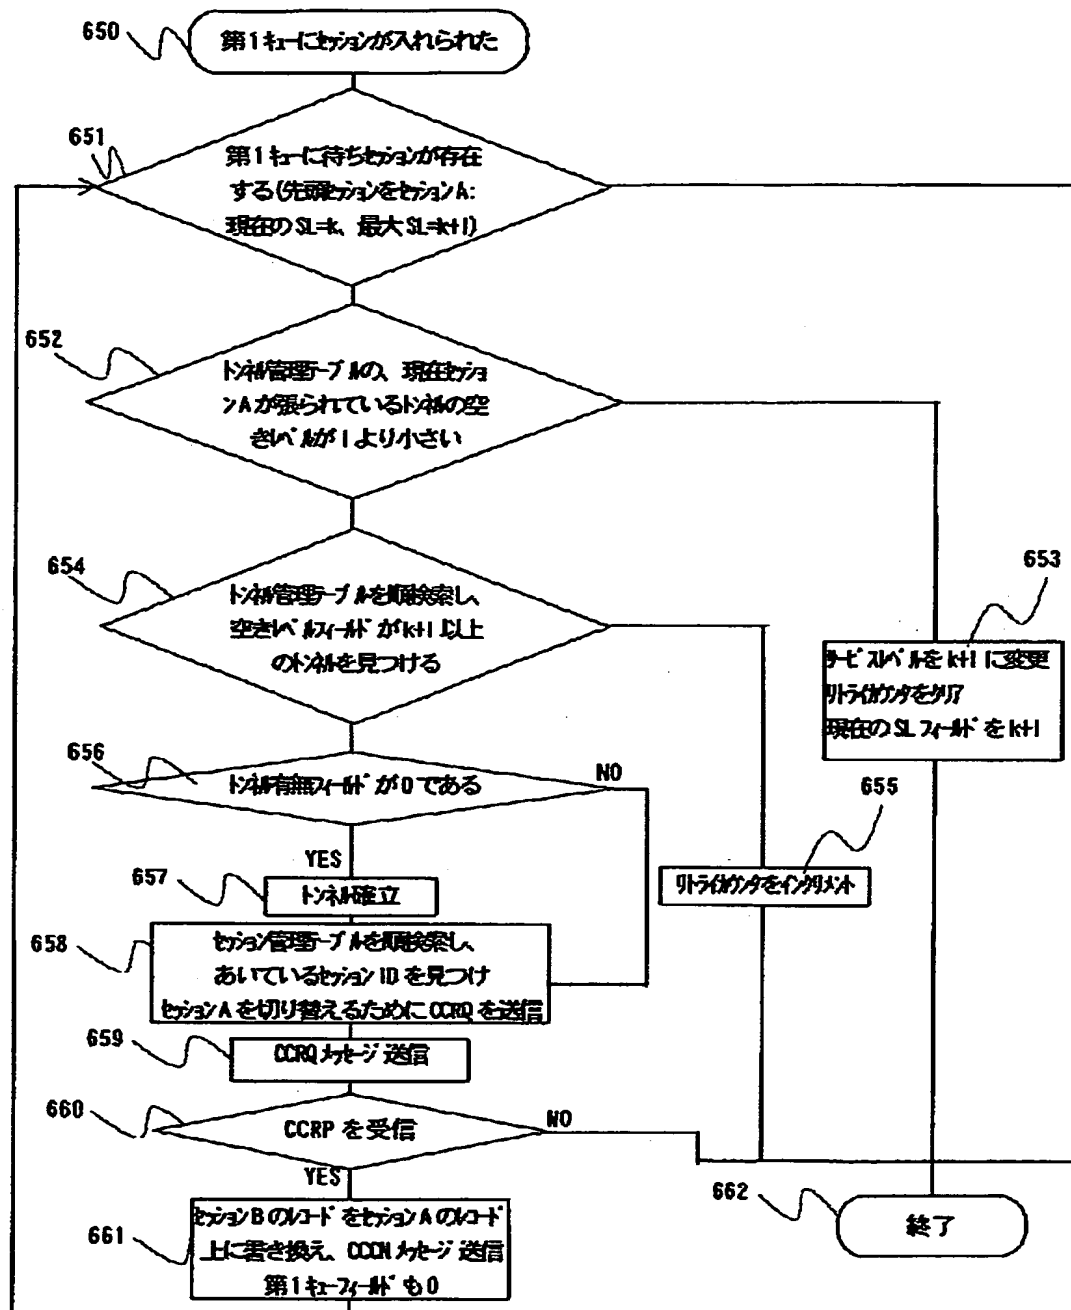 650
第1キューにセッションが入れられた
651
第1キューに待ちセッションが存在
する(先頭セッションをセッションA:
現在のSL=k、最大SL=k+1)
652
トンネル管理テーブルの、現在セッショ
ンAが張られているトンネルの空
きレベルが1より小さい
654
トンネル管理テーブルを順検索し、
空きレベルフィールドがk+1以上
のトンネルを見つける
653
サービスレベルをk+1に変更
リトライカウンタをクリア
現在のSLフィールドをk+1
656
トンネル有無フィールドが0である
NO
655
リトライカウンタをインクリメント
YES
657
トンネル確立
658
セッション管理テーブルを順検索し、
あいているセッションIDを見つけ
セッションAを切り替えるためにCCRQを送信
659
CCRQメッセージ送信
660
CCRPを受信
NO
YES
662
終了
661
セッションBのレコードをセッションAのレコード
上に書き換え、CCCNメッセージ送信
第1キューフィールドも0